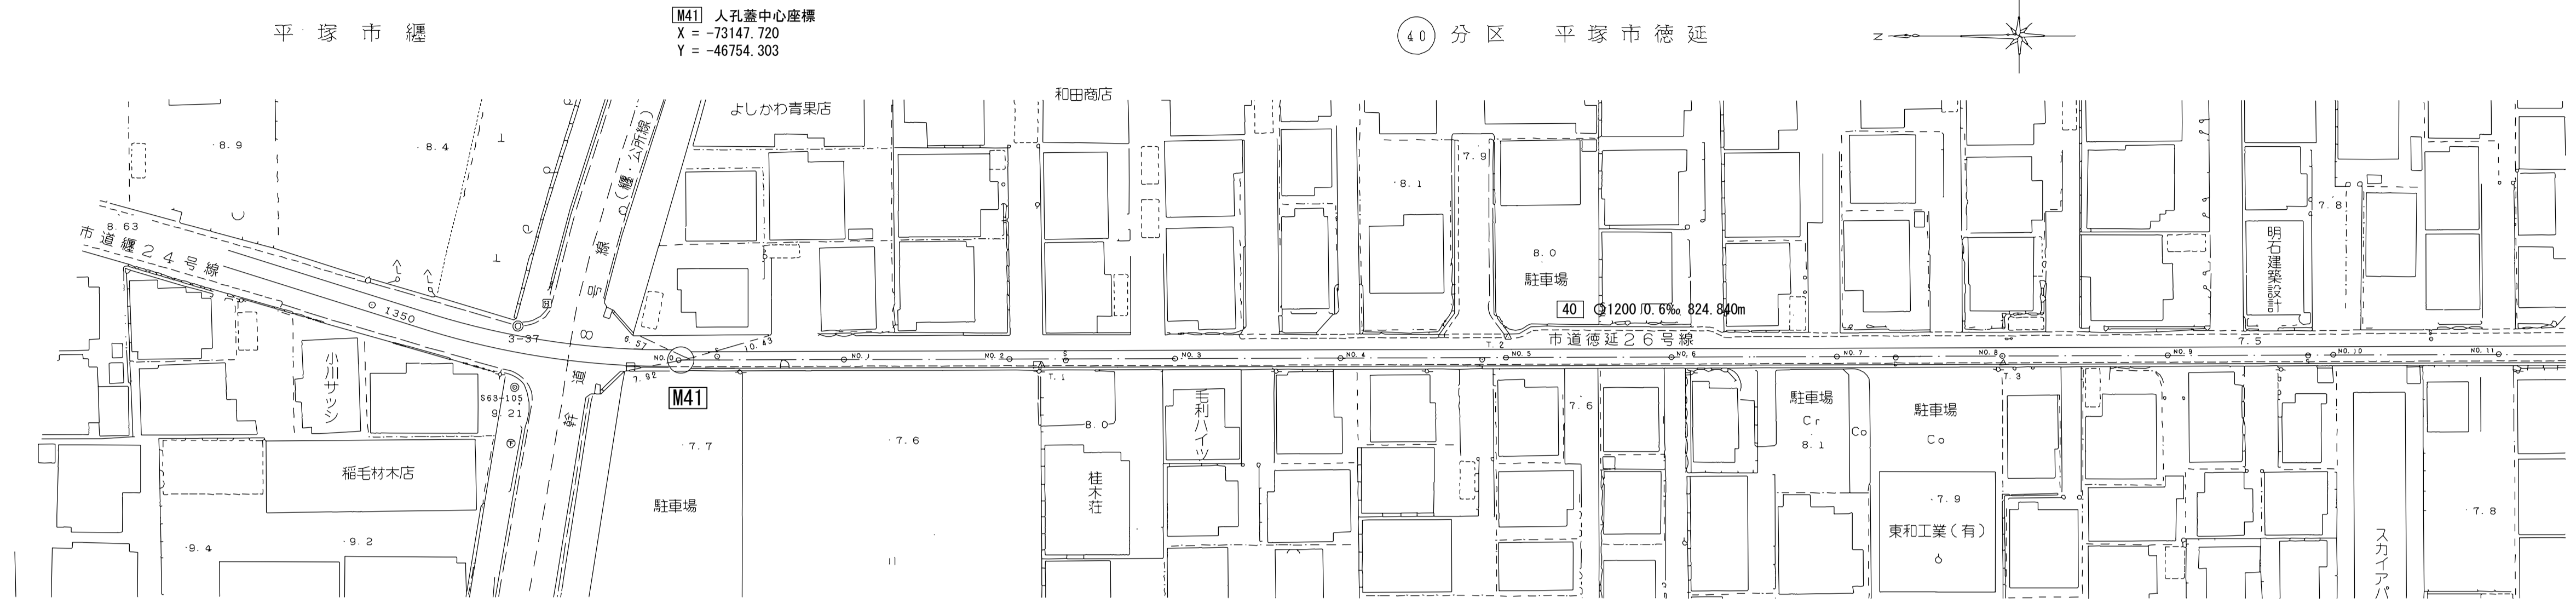 平塚市纒
M41 人孔蓋中心座標
X = -73147.720
Y = -46754.303
40 分区 平塚市徳延
N
よしかわ青果店
和田商店
8.9
8.4
(纒・公所線)
7.9
8.1
8.63
市道纒24号線
7.8
8.0
駐車場
明石建築設計
40 ⌀1200 0.6‰ 824.840m
1350
3-37
幹道8号線
6.57
10.43
7.92
市道徳延26号線
7.5
NO.0
NO.1
NO.2
NO.3
NO.4
T.2
NO.5
NO.6
NO.7
NO.8
NO.9
NO.10
NO.11
M41
T.1
T.3
小川サッシ
S63-105
9.21
8.0
毛利ハイツ
7.6
駐車場
Cr
8.1
Co
駐車場
Co
7.7
7.6
稲毛材木店
桂木荘
駐車場
7.9
東和工業(有)
7.8
スカイアパ
9.4
9.2